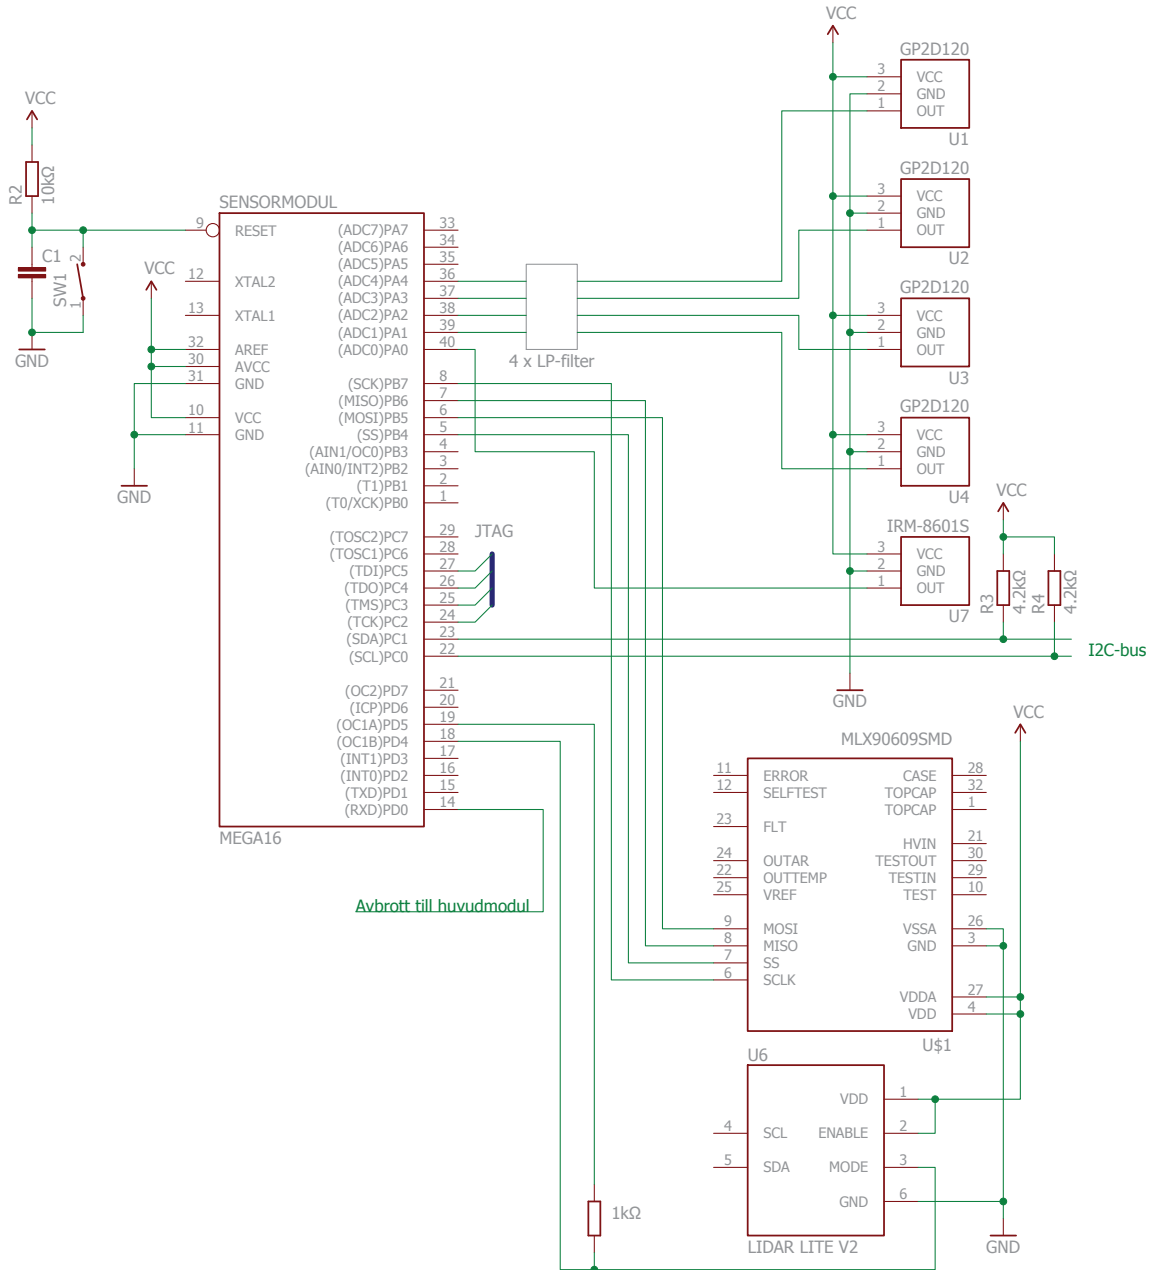 VCC
R2
10kΩ
C1
2
SW1
1
GND
VCC
GND
SENSORMODUL
9 RESET
12 XTAL2
13 XTAL1
32 AREF
30 AVCC
31 GND
10 VCC
11 GND
(ADC7)PA7 33
(ADC6)PA6 34
(ADC5)PA5 35
(ADC4)PA4 36
(ADC3)PA3 37
(ADC2)PA2 38
(ADC1)PA1 39
(ADC0)PA0 40
(SCK)PB7 8
(MISO)PB6 7
(MOSI)PB5 6
(SS)PB4 5
(AIN1/OC0)PB3 4
(AIN0/INT2)PB2 3
(T1)PB1 2
(T0/XCK)PB0 1
(TOSC2)PC7 29
(TOSC1)PC6 28
(TDI)PC5 27
(TDO)PC4 26
(TMS)PC3 25
(TCK)PC2 24
(SDA)PC1 23
(SCL)PC0 22
(OC2)PD7 21
(ICP)PD6 20
(OC1A)PD5 19
(OC1B)PD4 18
(INT1)PD3 17
(INT0)PD2 16
(TXD)PD1 15
(RXD)PD0 14
MEGA16
4 x LP-filter
JTAG
Avbrott till huvudmodul
VCC
GP2D120
3 VCC
2 GND
1 OUT
U1
GP2D120
3 VCC
2 GND
1 OUT
U2
GP2D120
3 VCC
2 GND
1 OUT
U3
GP2D120
3 VCC
2 GND
1 OUT
U4
IRM-8601S
3 VCC
2 GND
1 OUT
U7
GND
VCC
R3
4.2kΩ
R4
4.2kΩ
I2C-bus
VCC
MLX90609SMD
11 ERROR
12 SELFTEST
23 FLT
24 OUTAR
22 OUTTEMP
25 VREF
9 MOSI
8 MISO
7 SS
6 SCLK
CASE 28
TOPCAP 32
TOPCAP 1
HVIN 21
TESTOUT 30
TESTIN 29
TEST 10
VSSA 26
GND 3
VDDA 27
VDD 4
U$1
U6
4 SCL
5 SDA
VDD 1
ENABLE 2
MODE 3
GND 6
LIDAR LITE V2
GND
1kΩ